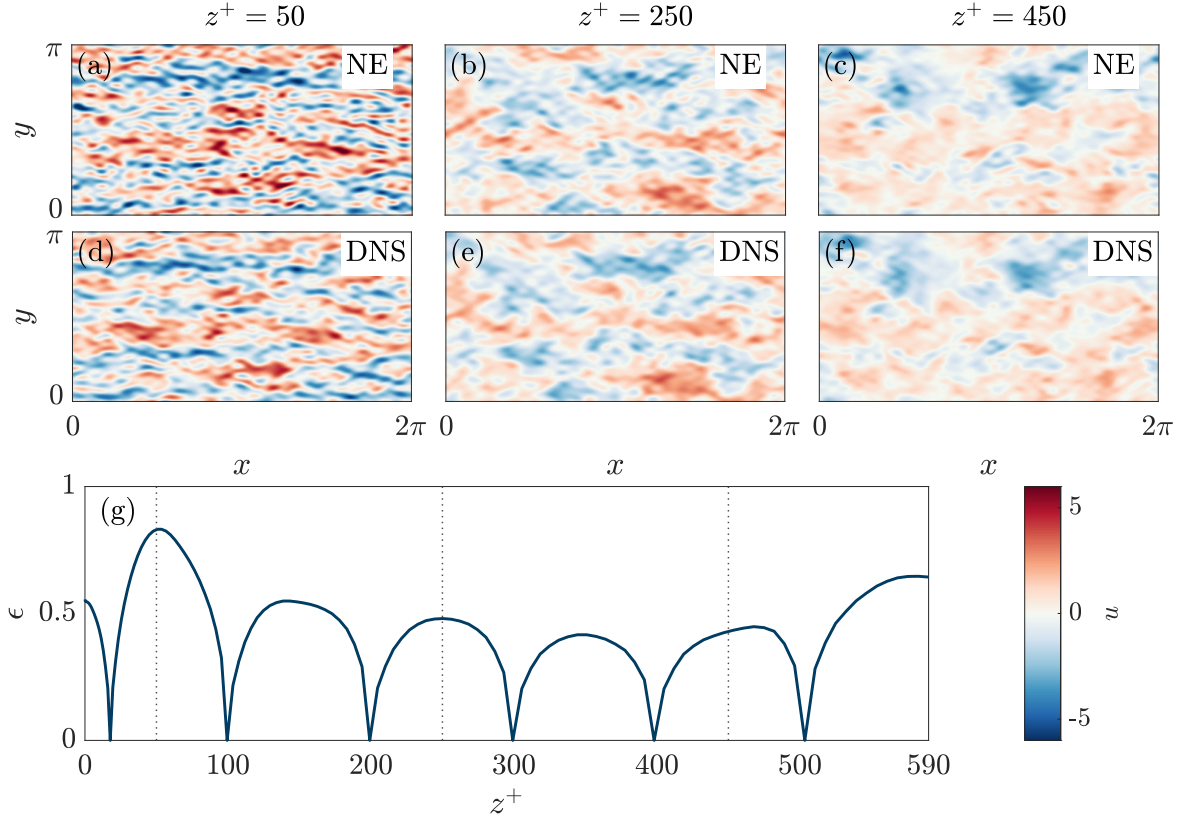 z⁺ = 50 z⁺ = 250 z⁺ = 450
π (a) NE (b) NE (c) NE
y
0
π (d) DNS (e) DNS (f) DNS
y
0
0 2π 0 2π 0 2π
x x x
1 (g)
ϵ 0.5
0
0 100 200 300 400 500 590
z⁺
5
0 u
-5